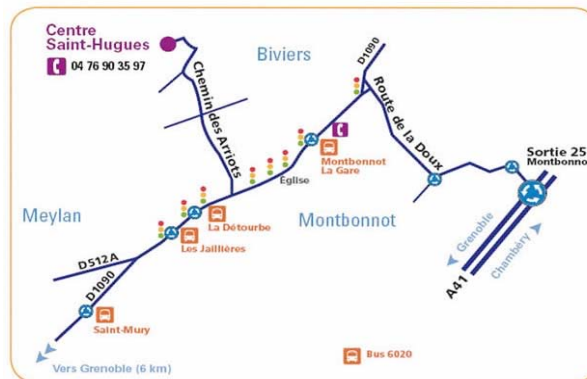 Centre
Saint-Hugues
04 76 90 35 97
Biviers
D1090
Chemin des Arriots
Route de la Doux
Sortie 25
Montbonnot
Montbonnot
La Gare
Église
Meylan
La Détourbe
Montbonnot
Les Jaillières
D512A
D1090
Grenoble
Chambéry
A41
Saint-Mury
Bus 6020
Vers Grenoble (6 km)